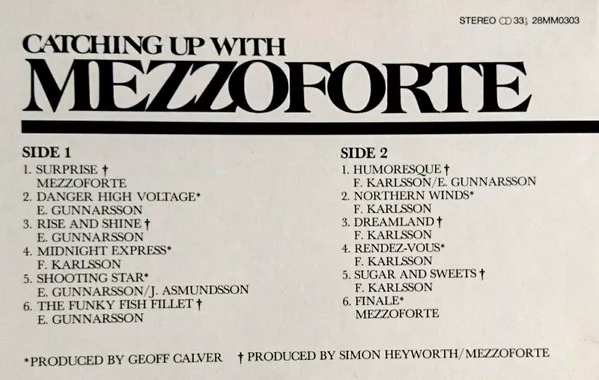 STEREO 33⅓ 28MM0303
CATCHING UP WITH
MEZZOFORTE
SIDE 1
1. SURPRISE †
MEZZOFORTE
2. DANGER HIGH VOLTAGE*
E. GUNNARSSON
3. RISE AND SHINE †
E. GUNNARSSON
4. MIDNIGHT EXPRESS*
F. KARLSSON
5. SHOOTING STAR*
E. GUNNARSSON/J. ASMUNDSSON
6. THE FUNKY FISH FILLET †
E. GUNNARSSON
SIDE 2
1. HUMORESQUE †
F. KARLSSON/E. GUNNARSSON
2. NORTHERN WINDS*
F. KARLSSON
3. DREAMLAND †
F. KARLSSON
4. RENDEZ-VOUS*
F. KARLSSON
5. SUGAR AND SWEETS †
F. KARLSSON
6. FINALE*
MEZZOFORTE
*PRODUCED BY GEOFF CALVER † PRODUCED BY SIMON HEYWORTH/MEZZOFORTE